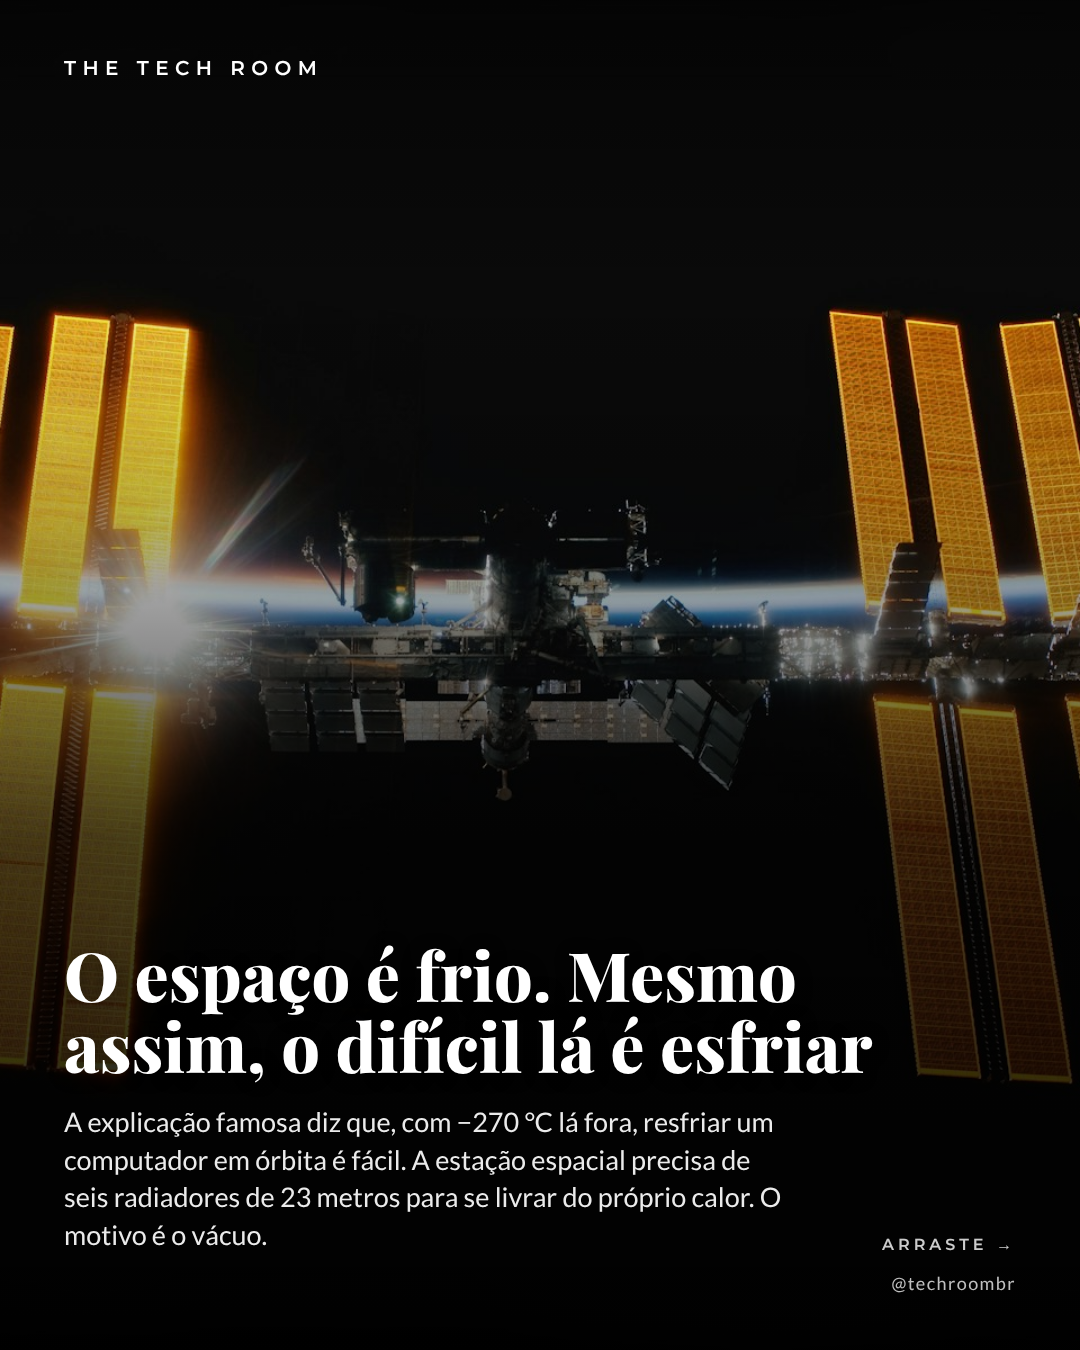 THE TECH ROOM
O espaço é frio. Mesmo
assim, o difícil lá é esfriar
A explicação famosa diz que, com −270 °C lá fora, resfriar um
computador em órbita é fácil. A estação espacial precisa de
seis radiadores de 23 metros para se livrar do próprio calor. O
motivo é o vácuo.
ARRASTE →
@techroombr